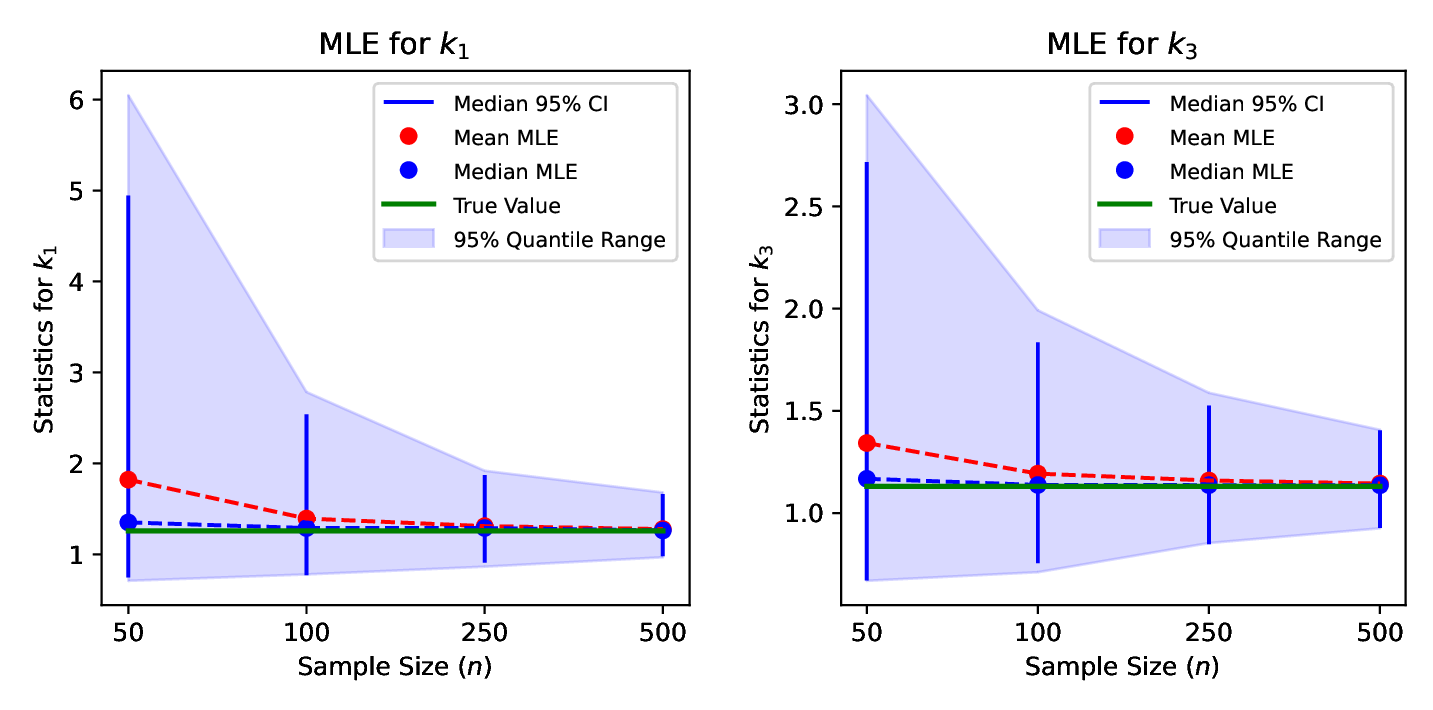 MLE for k₁
Median 95% CI
Mean MLE
Median MLE
True Value
95% Quantile Range
6
5
4
3
2
1
Statistics for k₁
50 100 250 500
Sample Size (n)
MLE for k₃
Median 95% CI
Mean MLE
Median MLE
True Value
95% Quantile Range
3.0
2.5
2.0
1.5
1.0
Statistics for k₃
50 100 250 500
Sample Size (n)